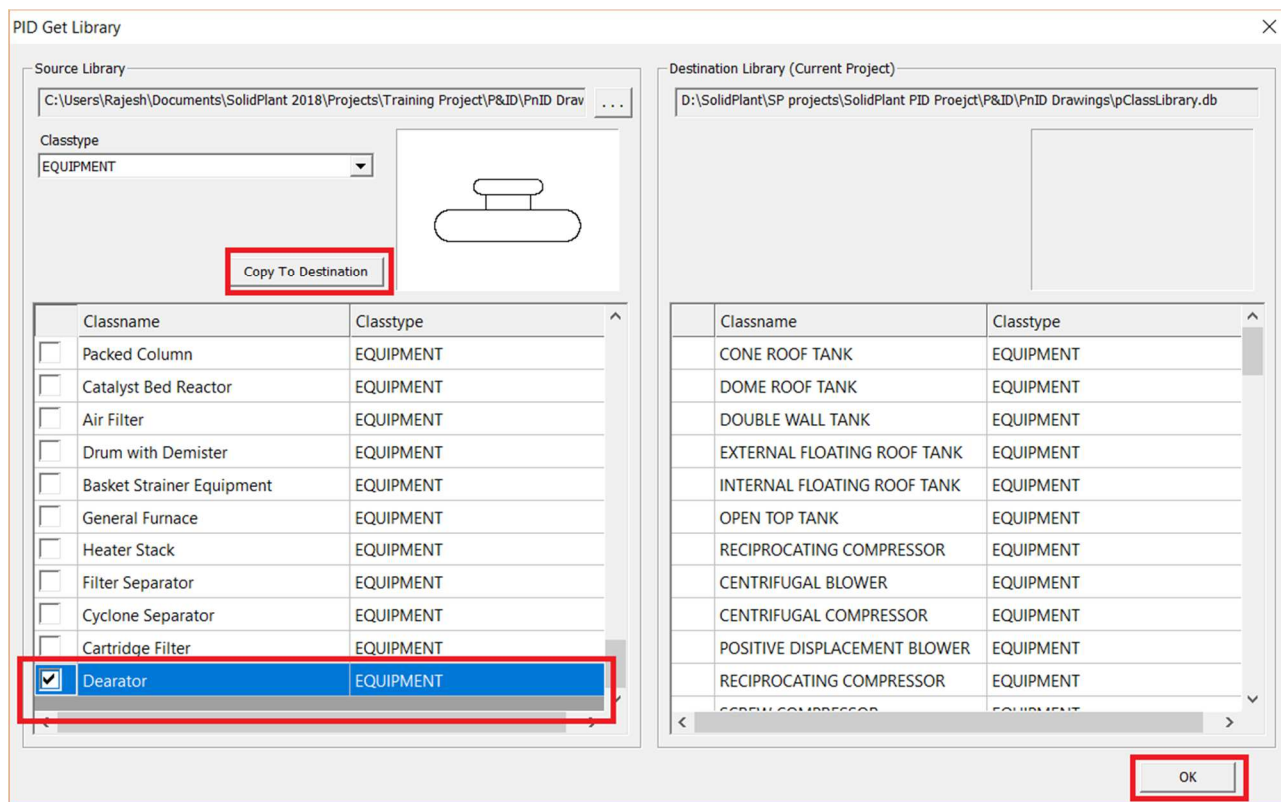 PID Get Library
Source Library
C:\Users\Rajesh\Documents\SolidPlant 2018\Projects\Training Project\P&ID\PnID Draw
...
Classtype
EQUIPMENT
Copy To Destination
Classname Classtype
Packed Column EQUIPMENT
Catalyst Bed Reactor EQUIPMENT
Air Filter EQUIPMENT
Drum with Demister EQUIPMENT
Basket Strainer Equipment EQUIPMENT
General Furnace EQUIPMENT
Heater Stack EQUIPMENT
Filter Separator EQUIPMENT
Cyclone Separator EQUIPMENT
Cartridge Filter EQUIPMENT
Dearator EQUIPMENT
Destination Library (Current Project)
D:\SolidPlant\SP projects\SolidPlant PID Proejct\P&ID\PnID Drawings\pClassLibrary.db
Classname Classtype
CONE ROOF TANK EQUIPMENT
DOME ROOF TANK EQUIPMENT
DOUBLE WALL TANK EQUIPMENT
EXTERNAL FLOATING ROOF TANK EQUIPMENT
INTERNAL FLOATING ROOF TANK EQUIPMENT
OPEN TOP TANK EQUIPMENT
RECIPROCATING COMPRESSOR EQUIPMENT
CENTRIFUGAL BLOWER EQUIPMENT
CENTRIFUGAL COMPRESSOR EQUIPMENT
POSITIVE DISPLACEMENT BLOWER EQUIPMENT
RECIPROCATING COMPRESSOR EQUIPMENT
SCREW COMPRESSOR EQUIPMENT
OK